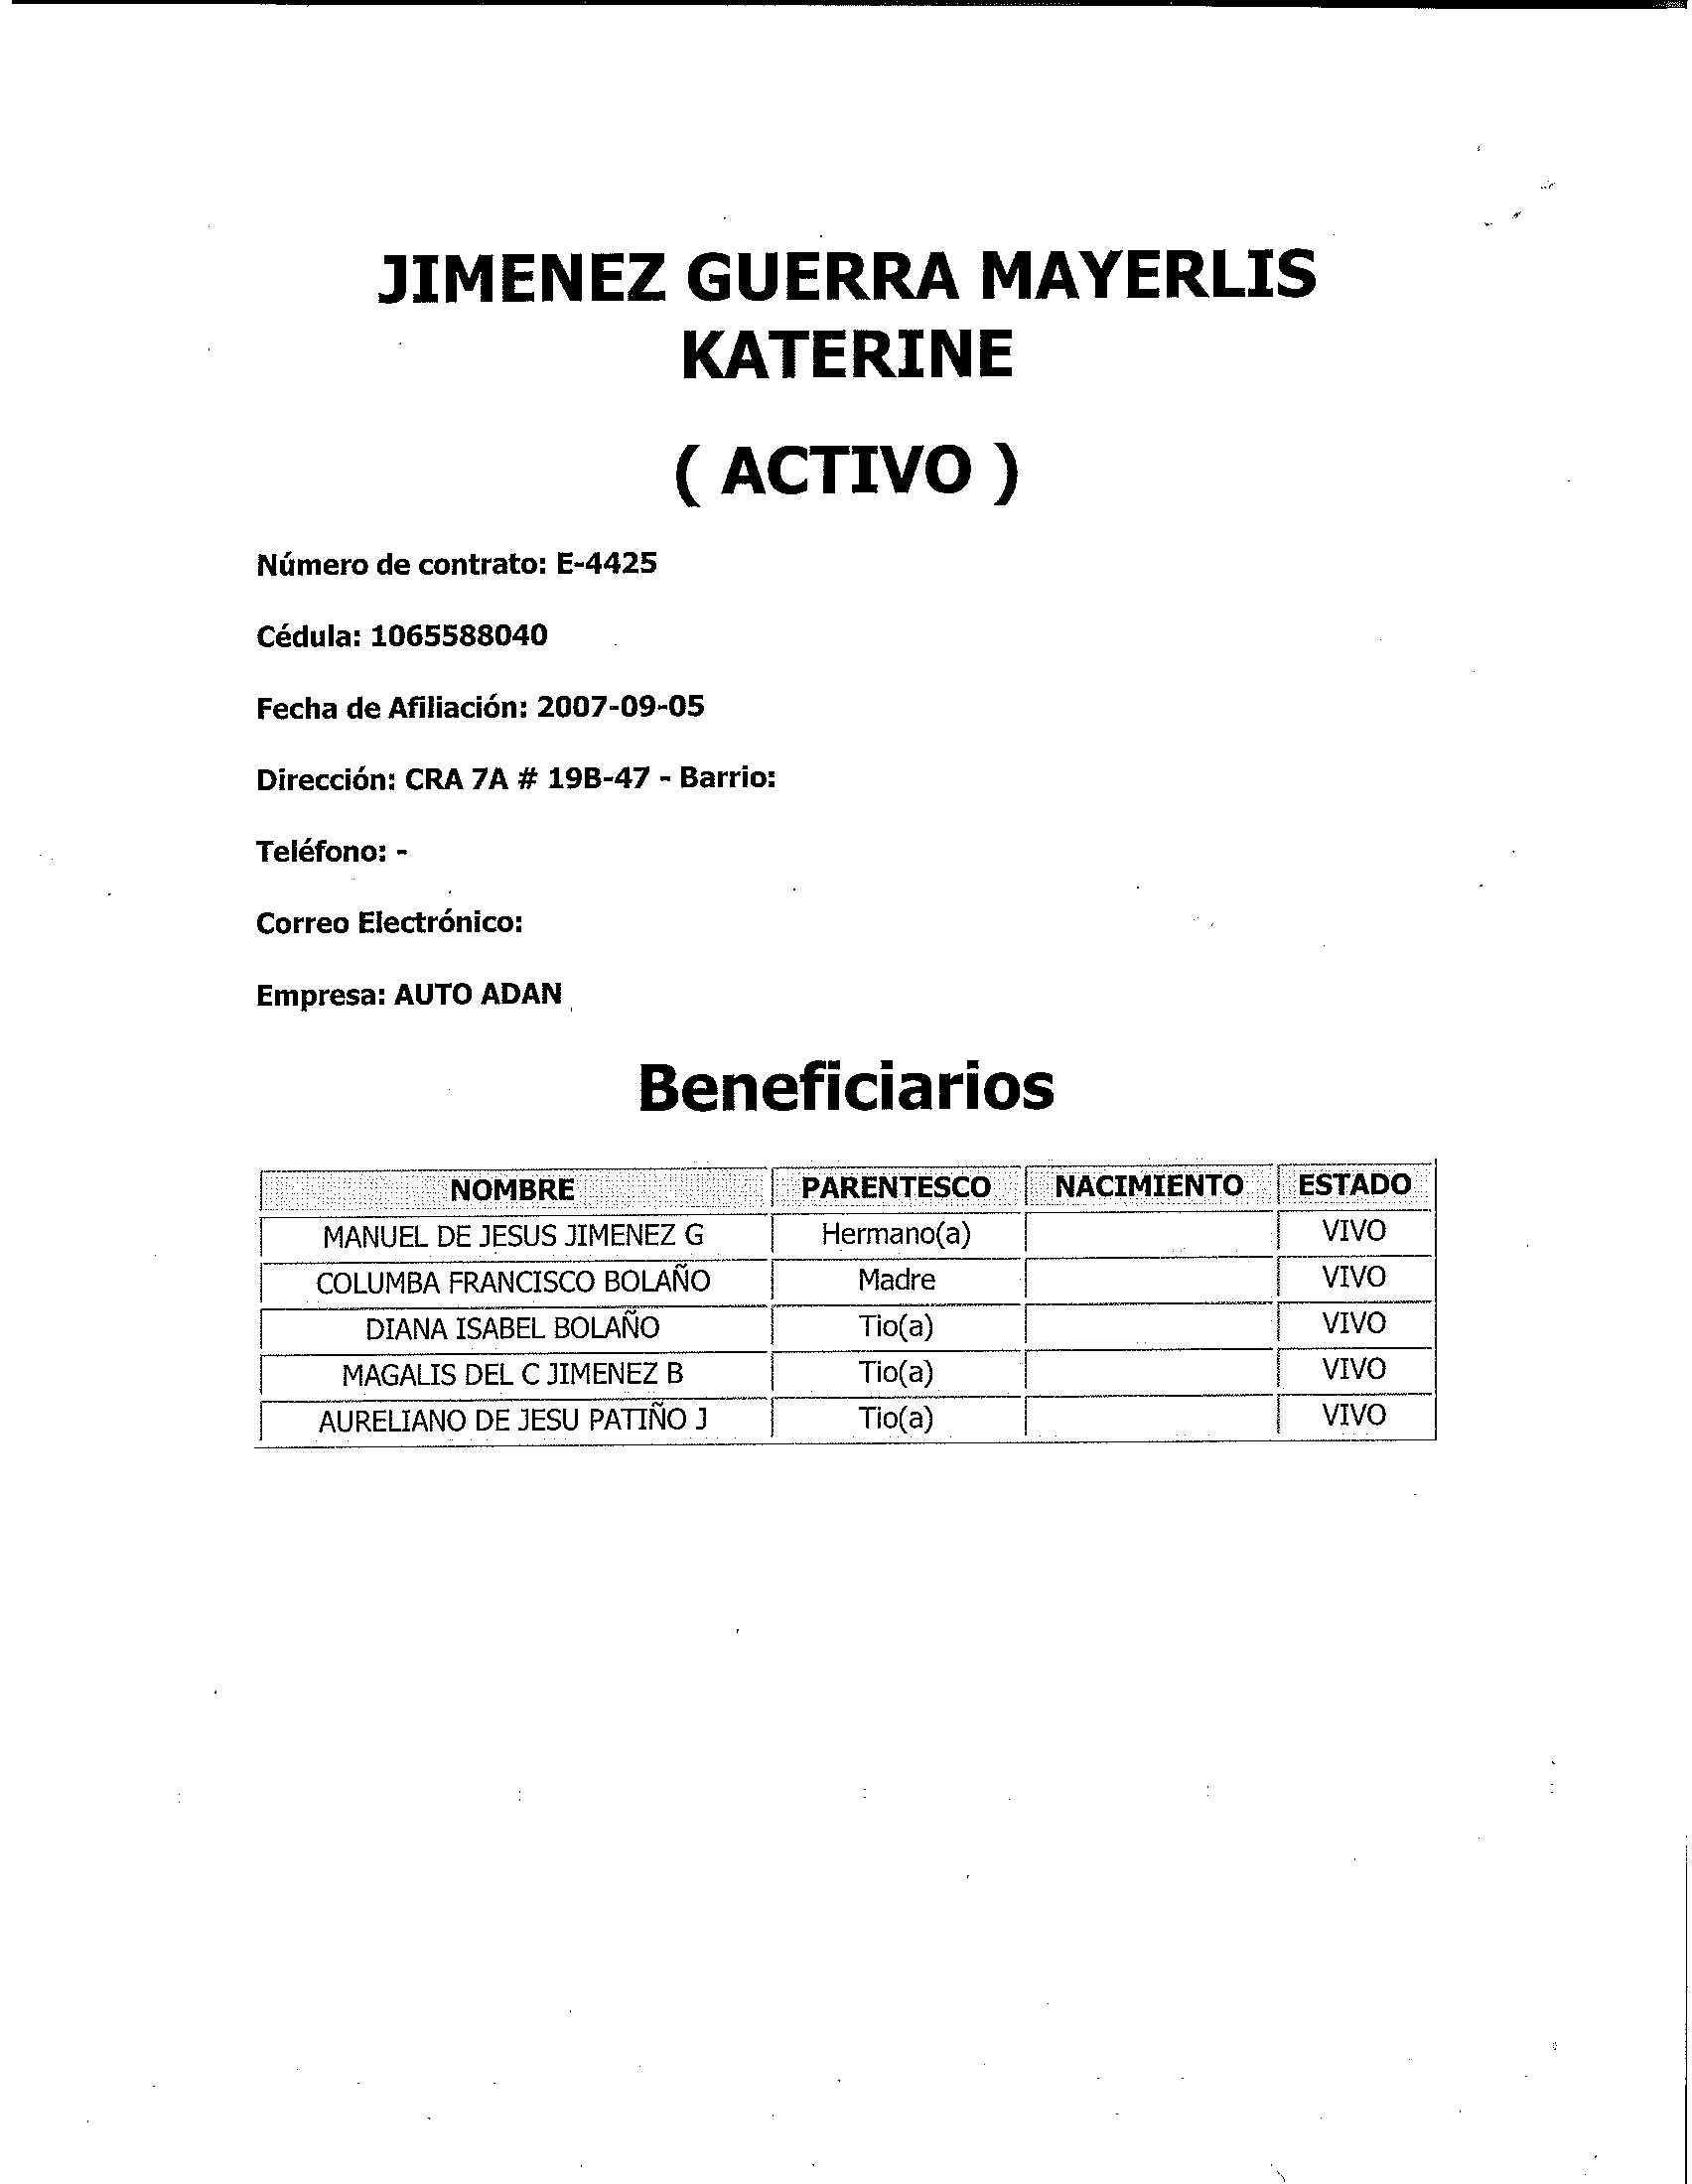 JIMENEZ GUERRA MAYERLIS
KATERINE
( ACTIVO )
Número de contrato: E-4425
Cédula: 1065588040
Fecha de Afiliación: 2007-09-05
Dirección: CRA 7A # 19B-47 - Barrio:
Teléfono: -
Correo Electrónico:
Empresa: AUTO ADAN
Beneficiarios
NOMBRE PARENTESCO NACIMIENTO ESTADO
MANUEL DE JESUS JIMENEZ G Hermano(a) VIVO
COLUMBA FRANCISCO BOLAÑO Madre VIVO
DIANA ISABEL BOLAÑO Tio(a) VIVO
MAGALIS DEL C JIMENEZ B Tio(a) VIVO
AURELIANO DE JESU PATIÑO J Tio(a) VIVO